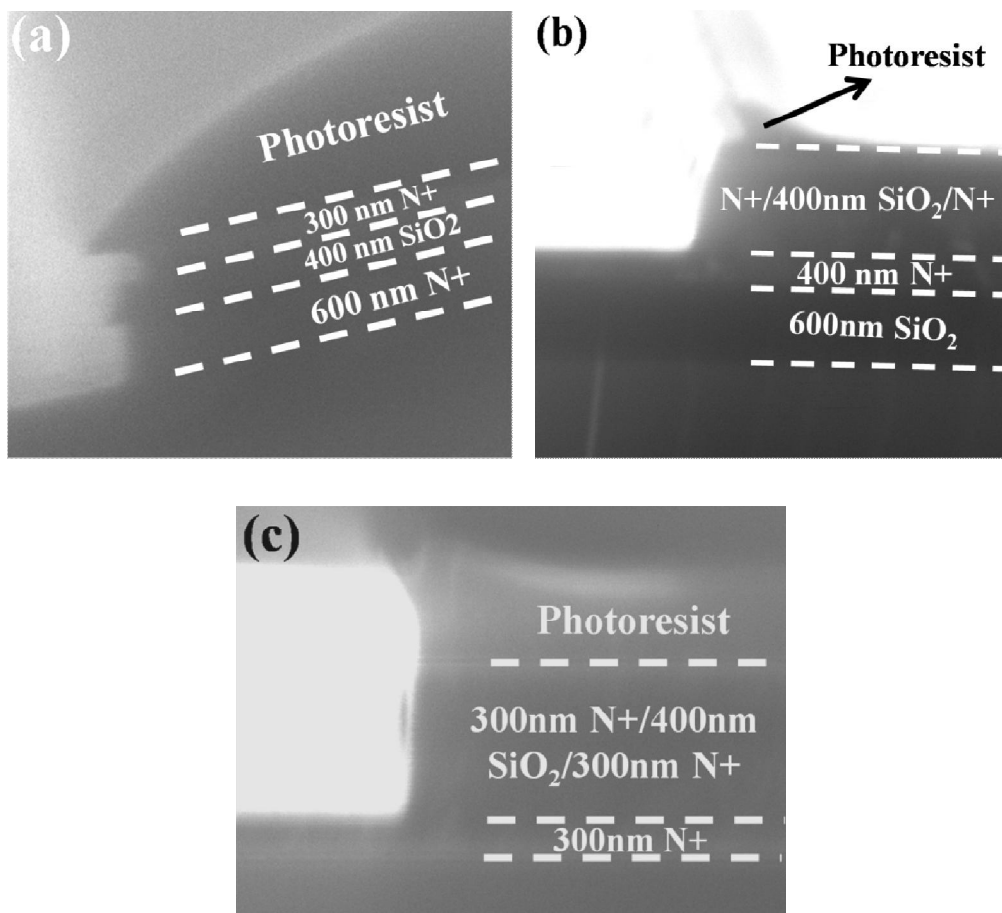 (a)
Photoresist
300 nm N+
400 nm SiO2
600 nm N+
(b)
Photoresist
N+/400nm SiO₂/N+
400 nm N+
600nm SiO₂
(c)
Photoresist
300nm N+/400nm
SiO₂/300nm N+
300nm N+